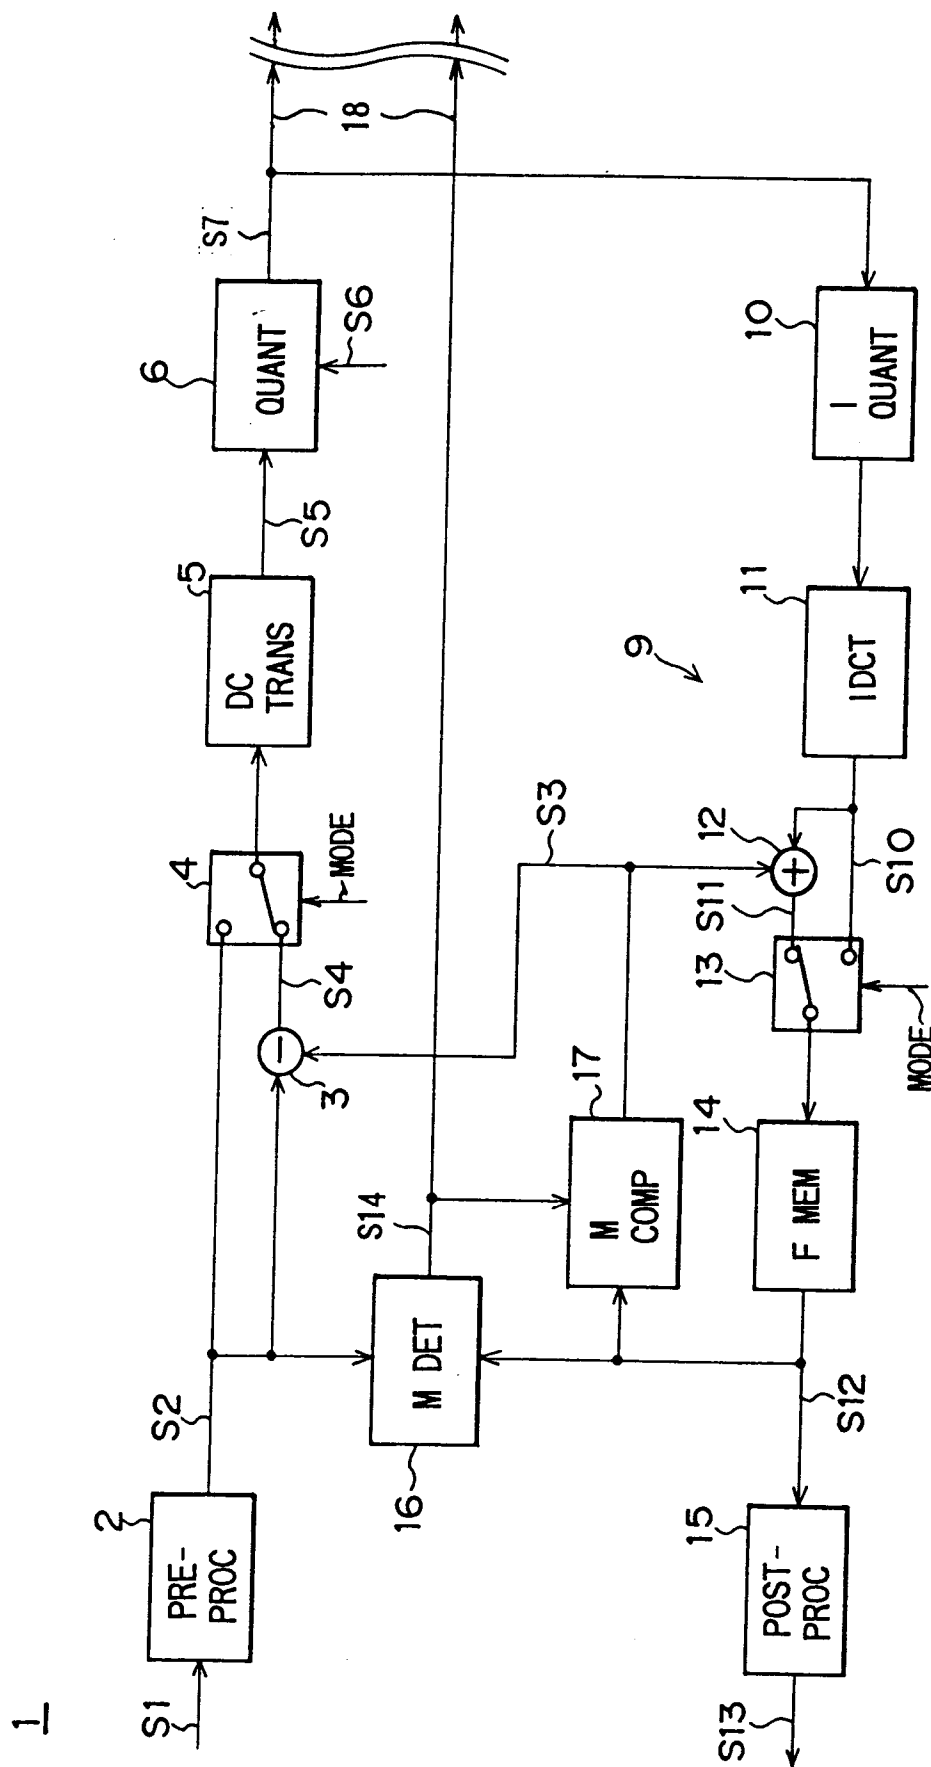 1
S1
2
PRE-
PROC
S2
3
S4
4
MODE
5
DC
TRANS
S5
6
QUANT
S6
S7
18
16
M DET
S14
17
M
COMP
S3
9
10
I
QUANT
11
IDCT
12
S10
S11
13
MODE
14
F MEM
S12
15
POST-
PROC
S13